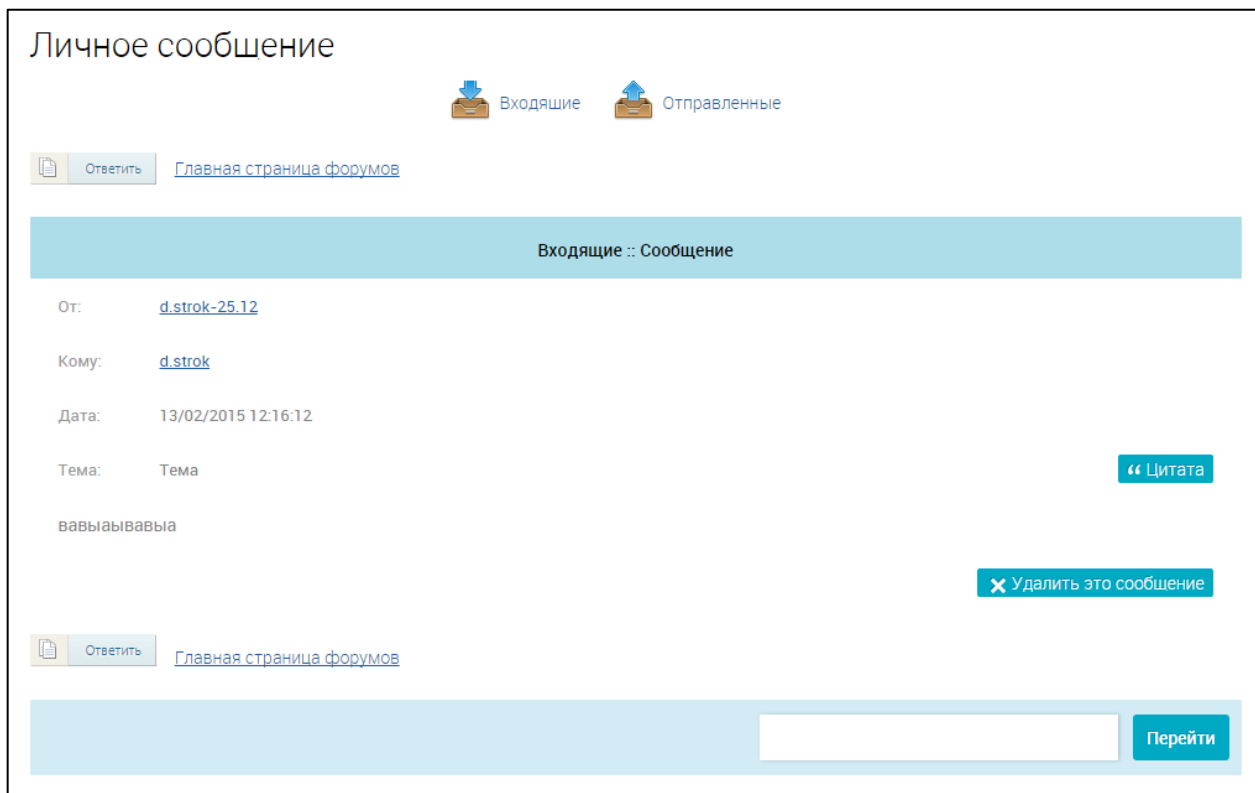 Личное сообщение
Входящие Отправленные
Ответить Главная страница форумов
Входящие :: Сообщение
От: d.strok-25.12
Кому: d.strok
Дата: 13/02/2015 12:16:12
Тема: Тема
“ Цитата
вавыаывавыа
Удалить это сообщение
Ответить Главная страница форумов
Перейти